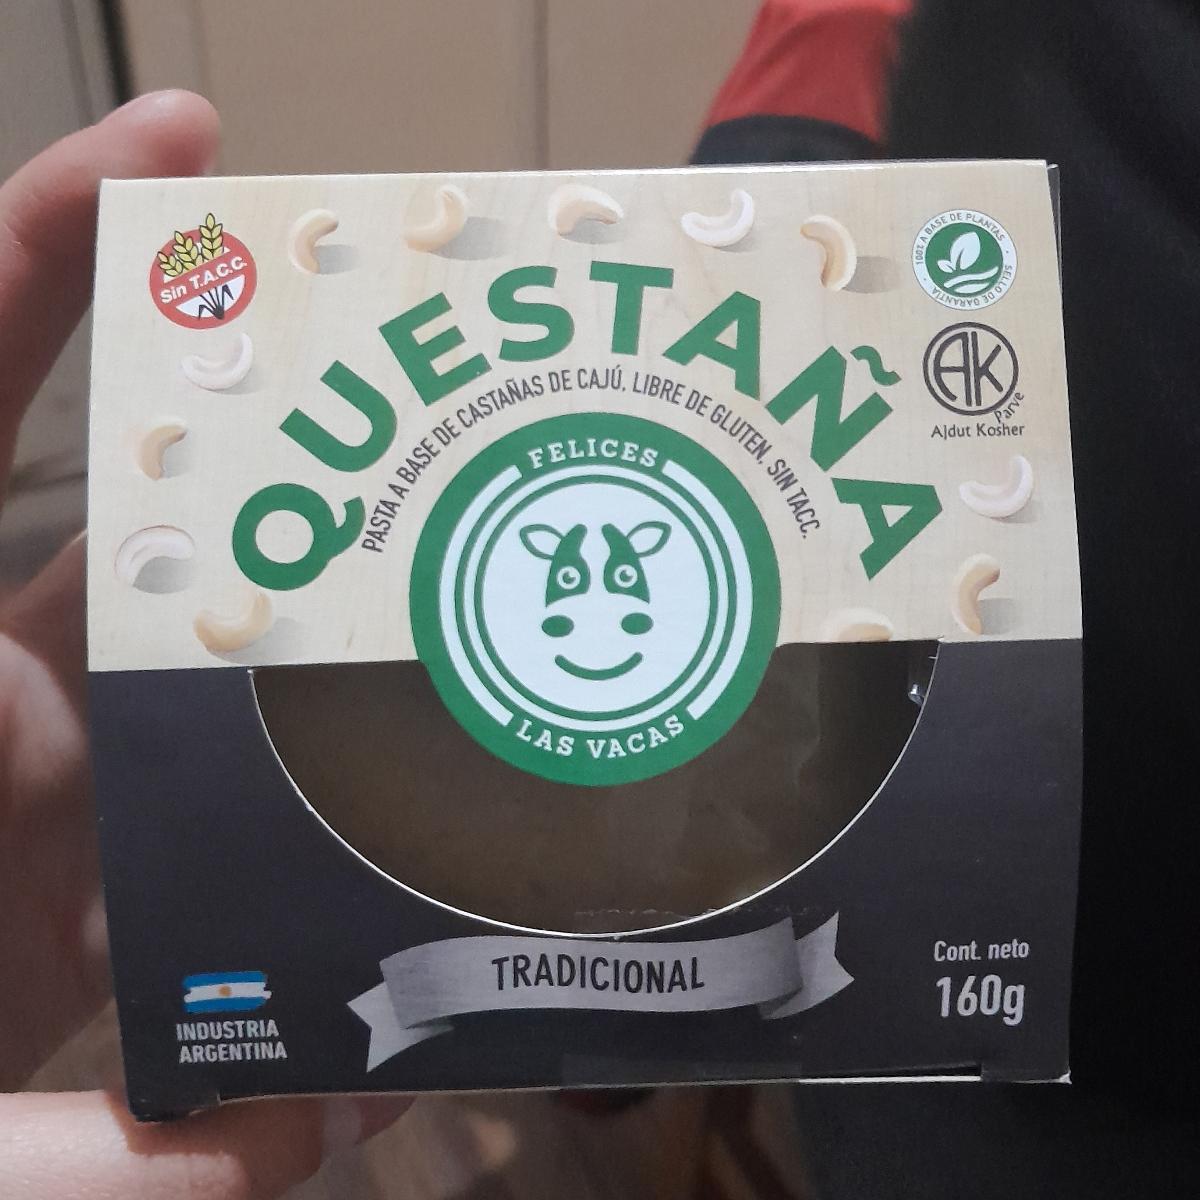 Sin T.A.C.C.
100% A BASE DE PLANTAS
SELLO DE GARANTÍA
AK
Parve
Ajdut Kosher
QUESTAÑA
PASTA A BASE DE CASTAÑAS DE CAJÚ. LIBRE DE GLUTEN. SIN TACC.
FELICES
LAS VACAS
TRADICIONAL
INDUSTRIA
ARGENTINA
Cont. neto
160g